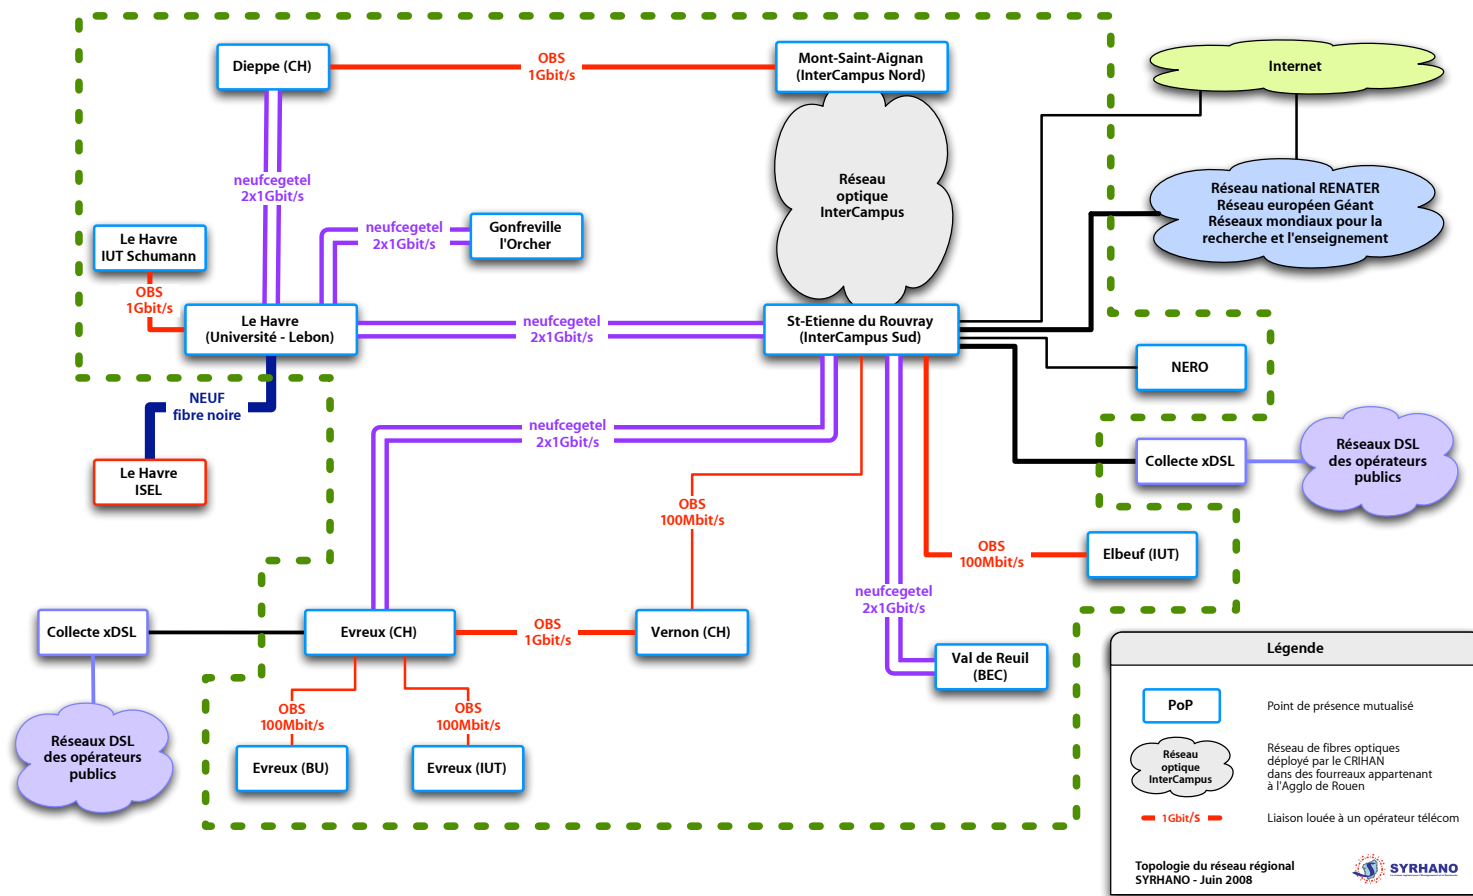 Dieppe (CH)
OBS
1Gbit/s
Mont-Saint-Aignan
(InterCampus Nord)
Internet
neufcegetel
2x1Gbit/s
Réseau
optique
InterCampus
Réseau national RENATER
Réseau européen Géant
Réseaux mondiaux pour la
recherche et l'enseignement
Le Havre
IUT Schumann
neufcegetel
2x1Gbit/s
Gonfreville
l'Orcher
OBS
1Gbit/s
Le Havre
(Université - Lebon)
neufcegetel
2x1Gbit/s
St-Etienne du Rouvray
(InterCampus Sud)
NERO
NEUF
fibre noire
neufcegetel
2x1Gbit/s
Le Havre
ISEL
Collecte xDSL
Réseaux DSL
des opérateurs
publics
OBS
100Mbit/s
OBS
100Mbit/s
Elbeuf (IUT)
neufcegetel
2x1Gbit/s
Collecte xDSL
Evreux (CH)
OBS
1Gbit/s
Vernon (CH)
Val de Reuil
(BEC)
OBS
100Mbit/s
OBS
100Mbit/s
Réseaux DSL
des opérateurs
publics
Evreux (BU)
Evreux (IUT)
Légende
PoP
Point de présence mutualisé
Réseau
optique
InterCampus
Réseau de fibres optiques
déployé par le CRIHAN
dans des fourreaux appartenant
à l'Agglo de Rouen
1Gbit/s
Liaison louée à un opérateur télécom
Topologie du réseau régional
SYRHANO - Juin 2008
SYRHANO